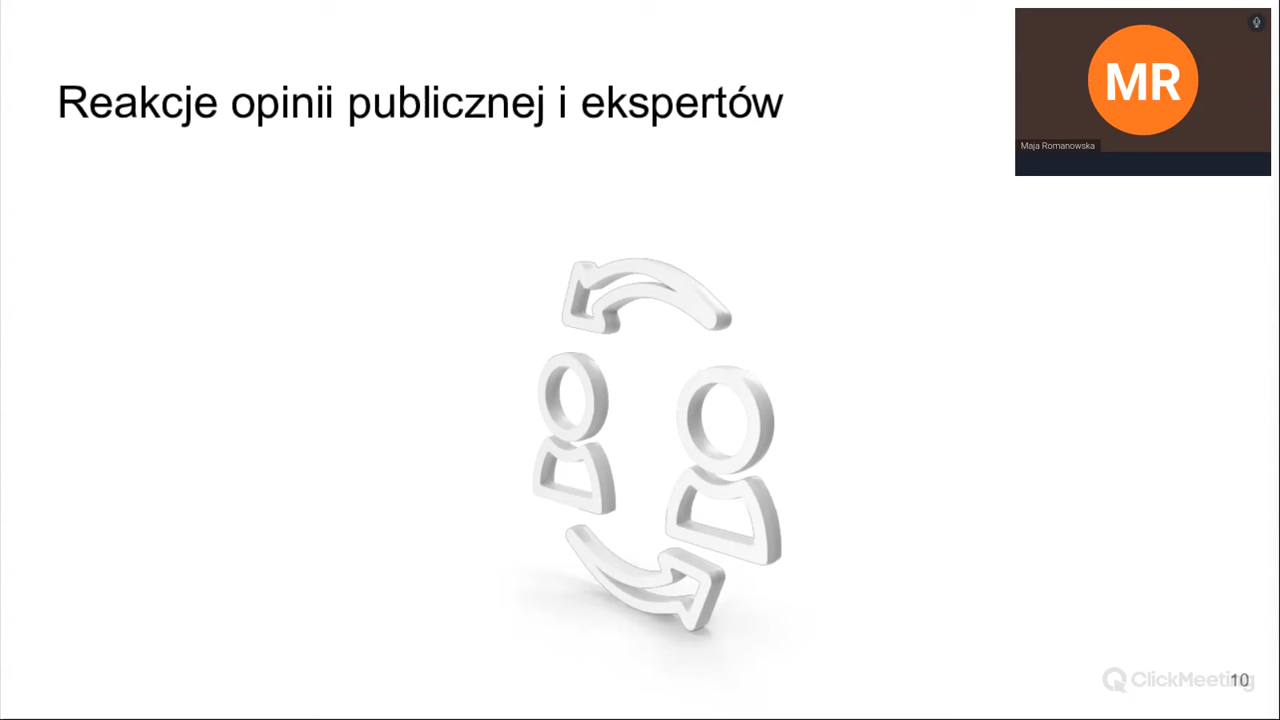 Reakcje opinii publicznej i ekspertów
MR
Maja Romanowska
ClickMeeting
10